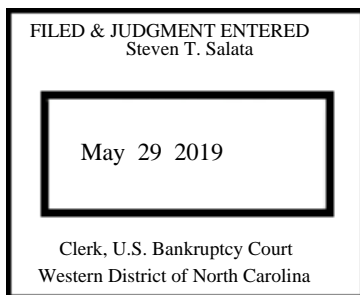 FILED & JUDGMENT ENTERED
Steven T. Salata
May 29 2019
Clerk, U.S. Bankruptcy Court
Western District of North Carolina